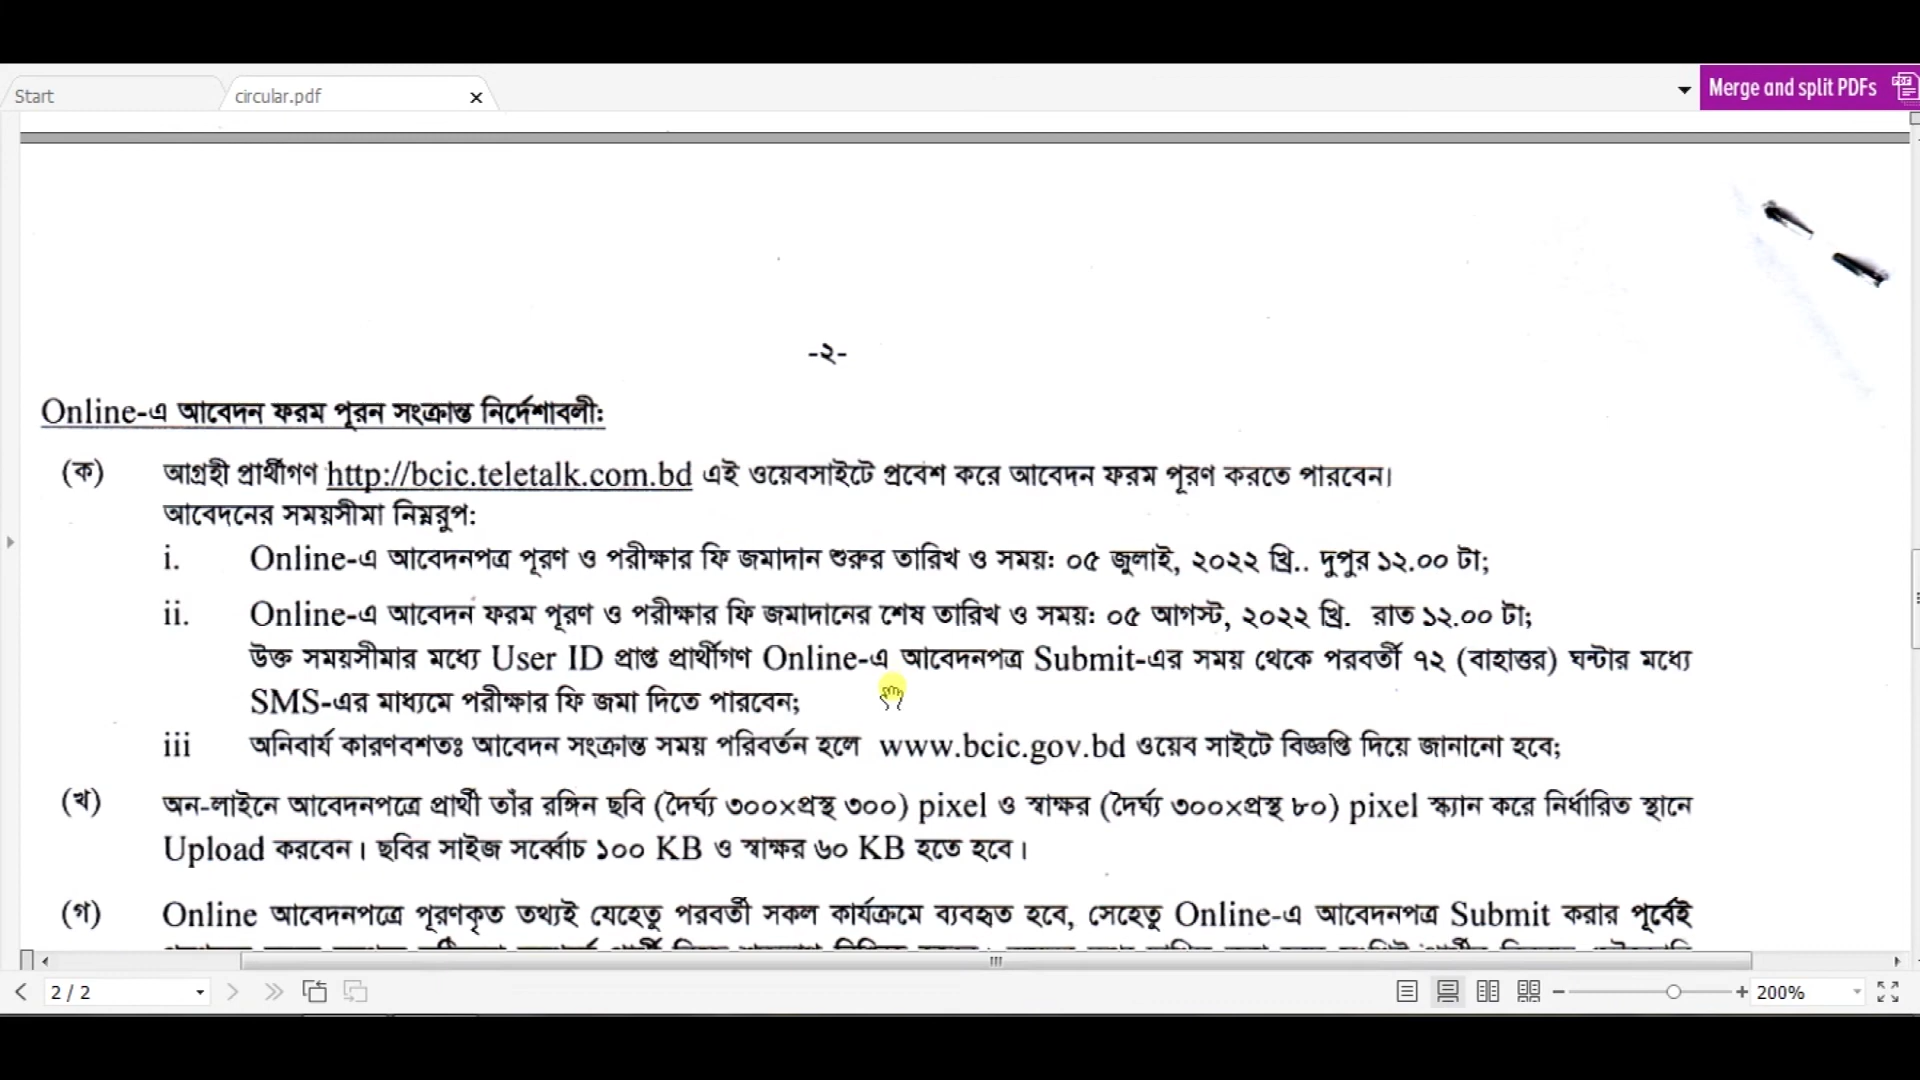 Start
circular.pdf
Merge and split PDFs
-২-
Online-এ আবেদন ফরম পূরন সংক্রান্ত নির্দেশাবলী:
(ক) আগ্রহী প্রার্থীগণ http://bcic.teletalk.com.bd এই ওয়েবসাইটে প্রবেশ করে আবেদন ফরম পূরণ করতে পারবেন।
আবেদনের সময়সীমা নিম্নরুপ:
i. Online-এ আবেদনপত্র পূরণ ও পরীক্ষার ফি জমাদান শুরুর তারিখ ও সময়: ০৫ জুলাই, ২০২২ খ্রি.. দুপুর ১২.০০ টা;
ii. Online-এ আবেদন ফরম পূরণ ও পরীক্ষার ফি জমাদানের শেষ তারিখ ও সময়: ০৫ আগস্ট, ২০২২ খ্রি. রাত ১২.০০ টা;
উক্ত সময়সীমার মধ্যে User ID প্রাপ্ত প্রার্থীগণ Online-এ আবেদনপত্র Submit-এর সময় থেকে পরবর্তী ৭২ (বাহাত্তর) ঘন্টার মধ্যে
SMS-এর মাধ্যমে পরীক্ষার ফি জমা দিতে পারবেন;
iii অনিবার্য কারণবশতঃ আবেদন সংক্রান্ত সময় পরিবর্তন হলে www.bcic.gov.bd ওয়েব সাইটে বিজ্ঞপ্তি দিয়ে জানানো হবে;
(খ) অন-লাইনে আবেদনপত্রে প্রার্থী তাঁর রঙ্গিন ছবি (দৈর্ঘ্য ৩০০×প্রস্থ ৩০০) pixel ও স্বাক্ষর (দৈর্ঘ্য ৩০০×প্রস্থ ৮০) pixel স্ক্যান করে নির্ধারিত স্থানে
Upload করবেন। ছবির সাইজ সর্ব্বোচ ১০০ KB ও স্বাক্ষর ৬০ KB হতে হবে।
(গ) Online আবেদনপত্রে পূরণকৃত তথ্যই যেহেতু পরবর্তী সকল কার্যক্রমে ব্যবহৃত হবে, সেহেতু Online-এ আবেদনপত্র Submit করার পূর্বেই
2 / 2
200%